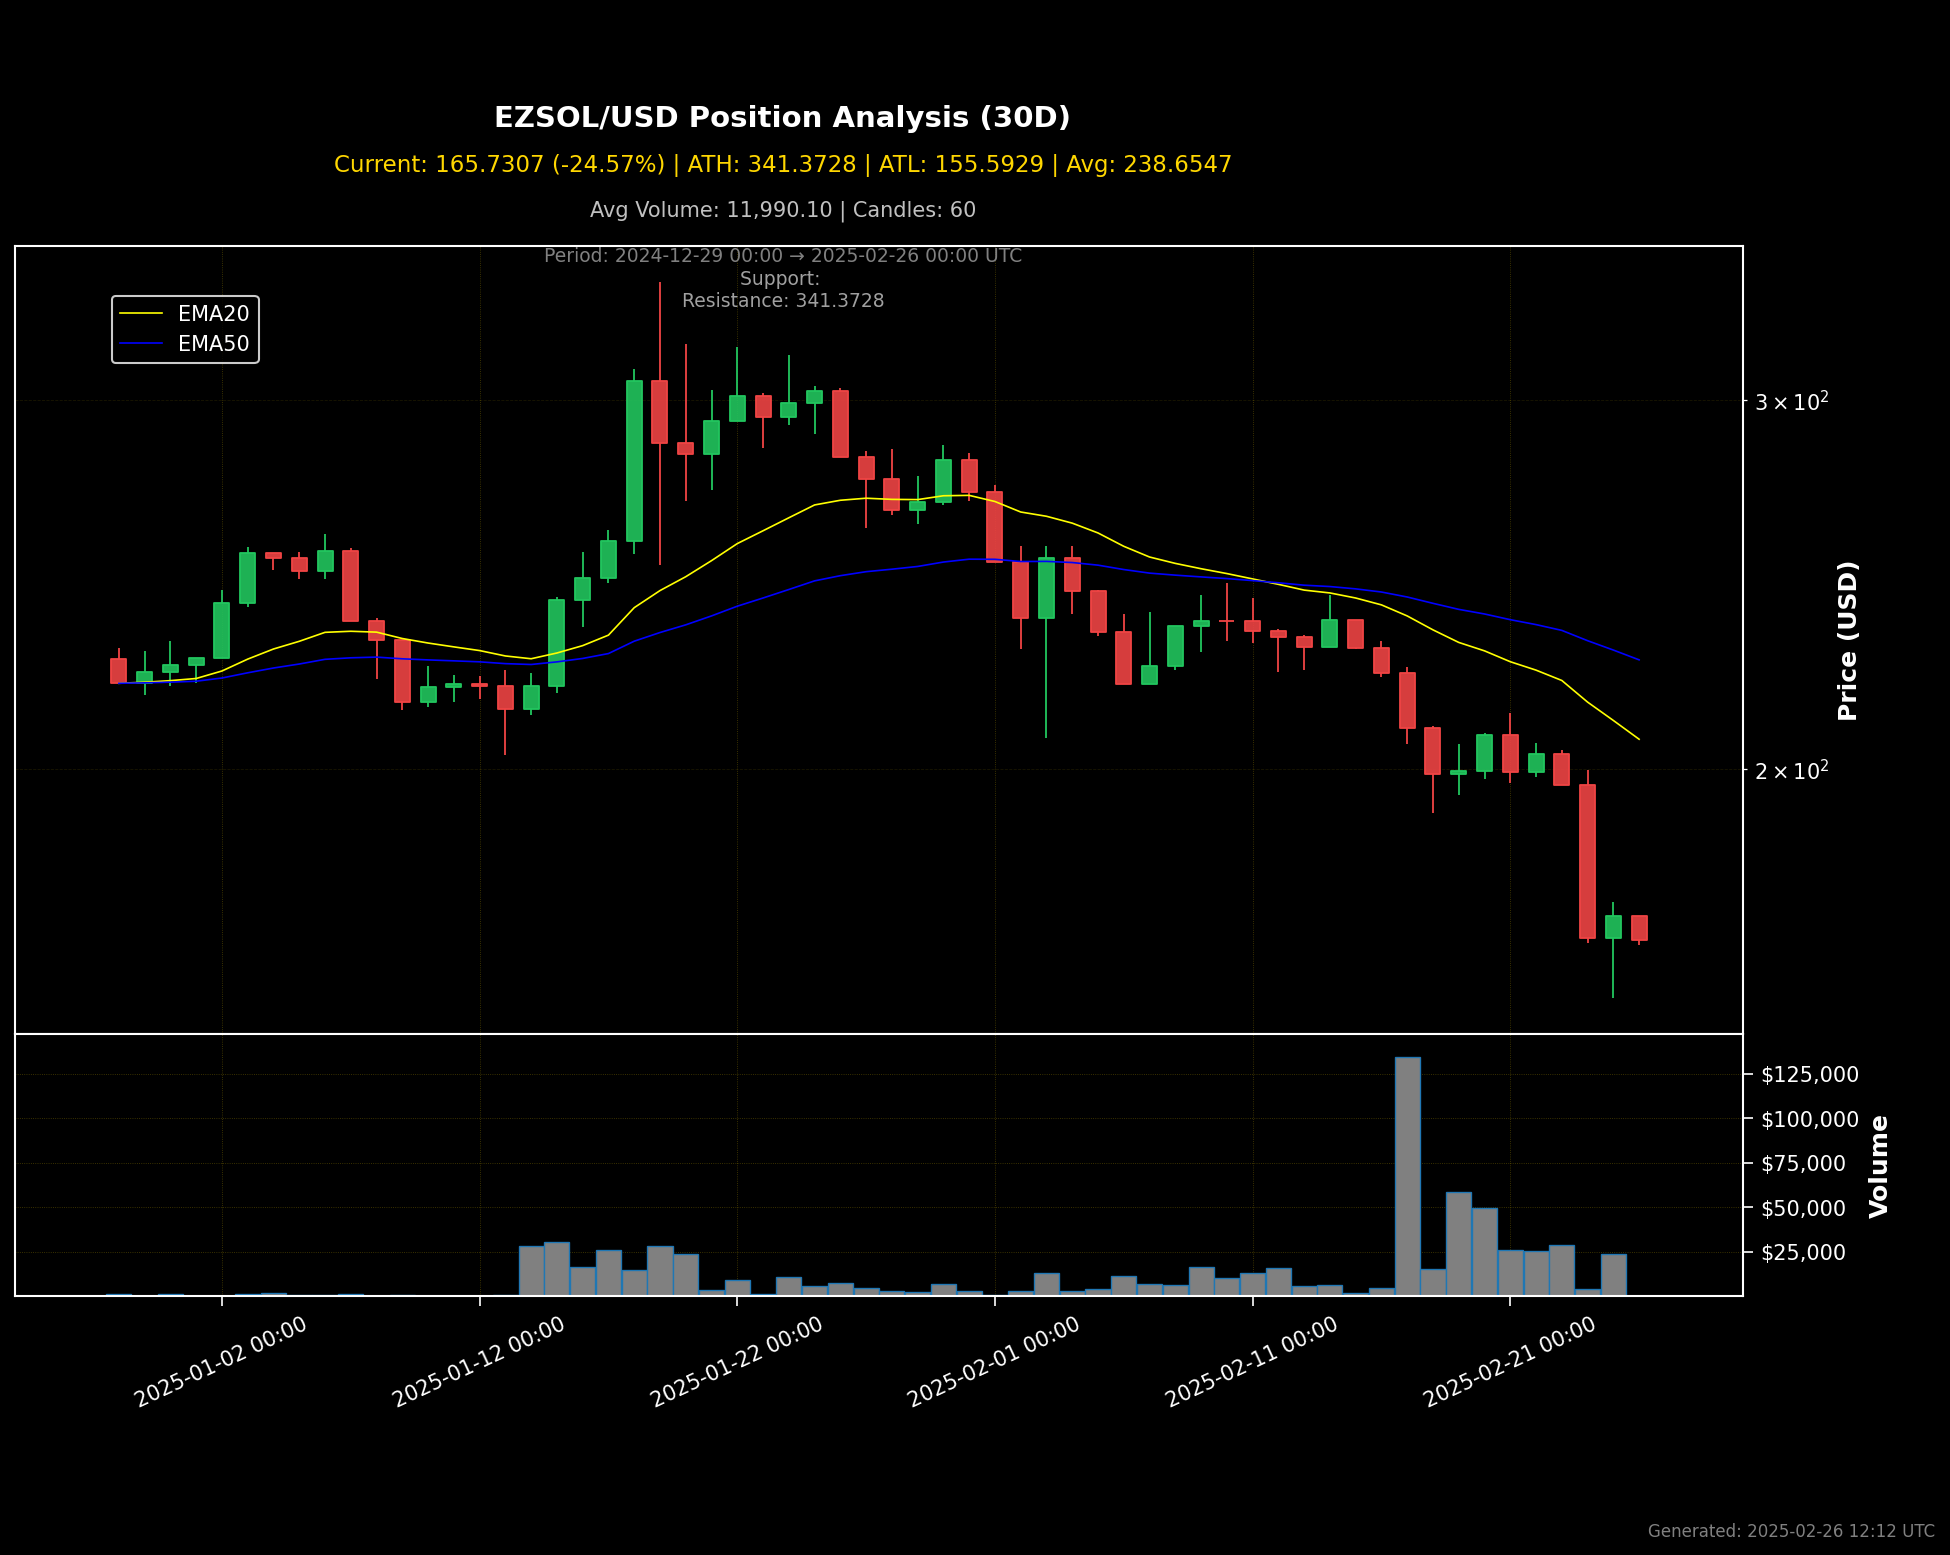 EZSOL/USD Position Analysis (30D)
Current: 165.7307 (-24.57%) | ATH: 341.3728 | ATL: 155.5929 | Avg: 238.6547
Avg Volume: 11,990.10 | Candles: 60
Period: 2024-12-29 00:00 → 2025-02-26 00:00 UTC
Support:
Resistance: 341.3728
EMA20
EMA50
3 × 10²
2 × 10²
Price (USD)
$125,000
$100,000
$75,000
$50,000
$25,000
Volume
2025-01-02 00:00
2025-01-12 00:00
2025-01-22 00:00
2025-02-01 00:00
2025-02-11 00:00
2025-02-21 00:00
Generated: 2025-02-26 12:12 UTC